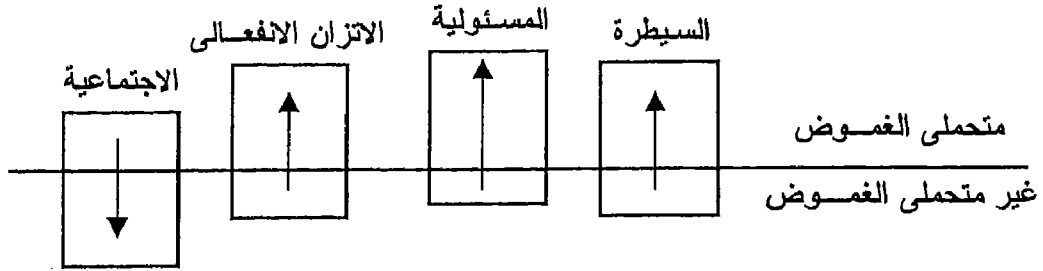 السيطرة
المسئولية
الاتزان الانفعالى
الاجتماعية
متحملى الغموض
غير متحملى الغموض